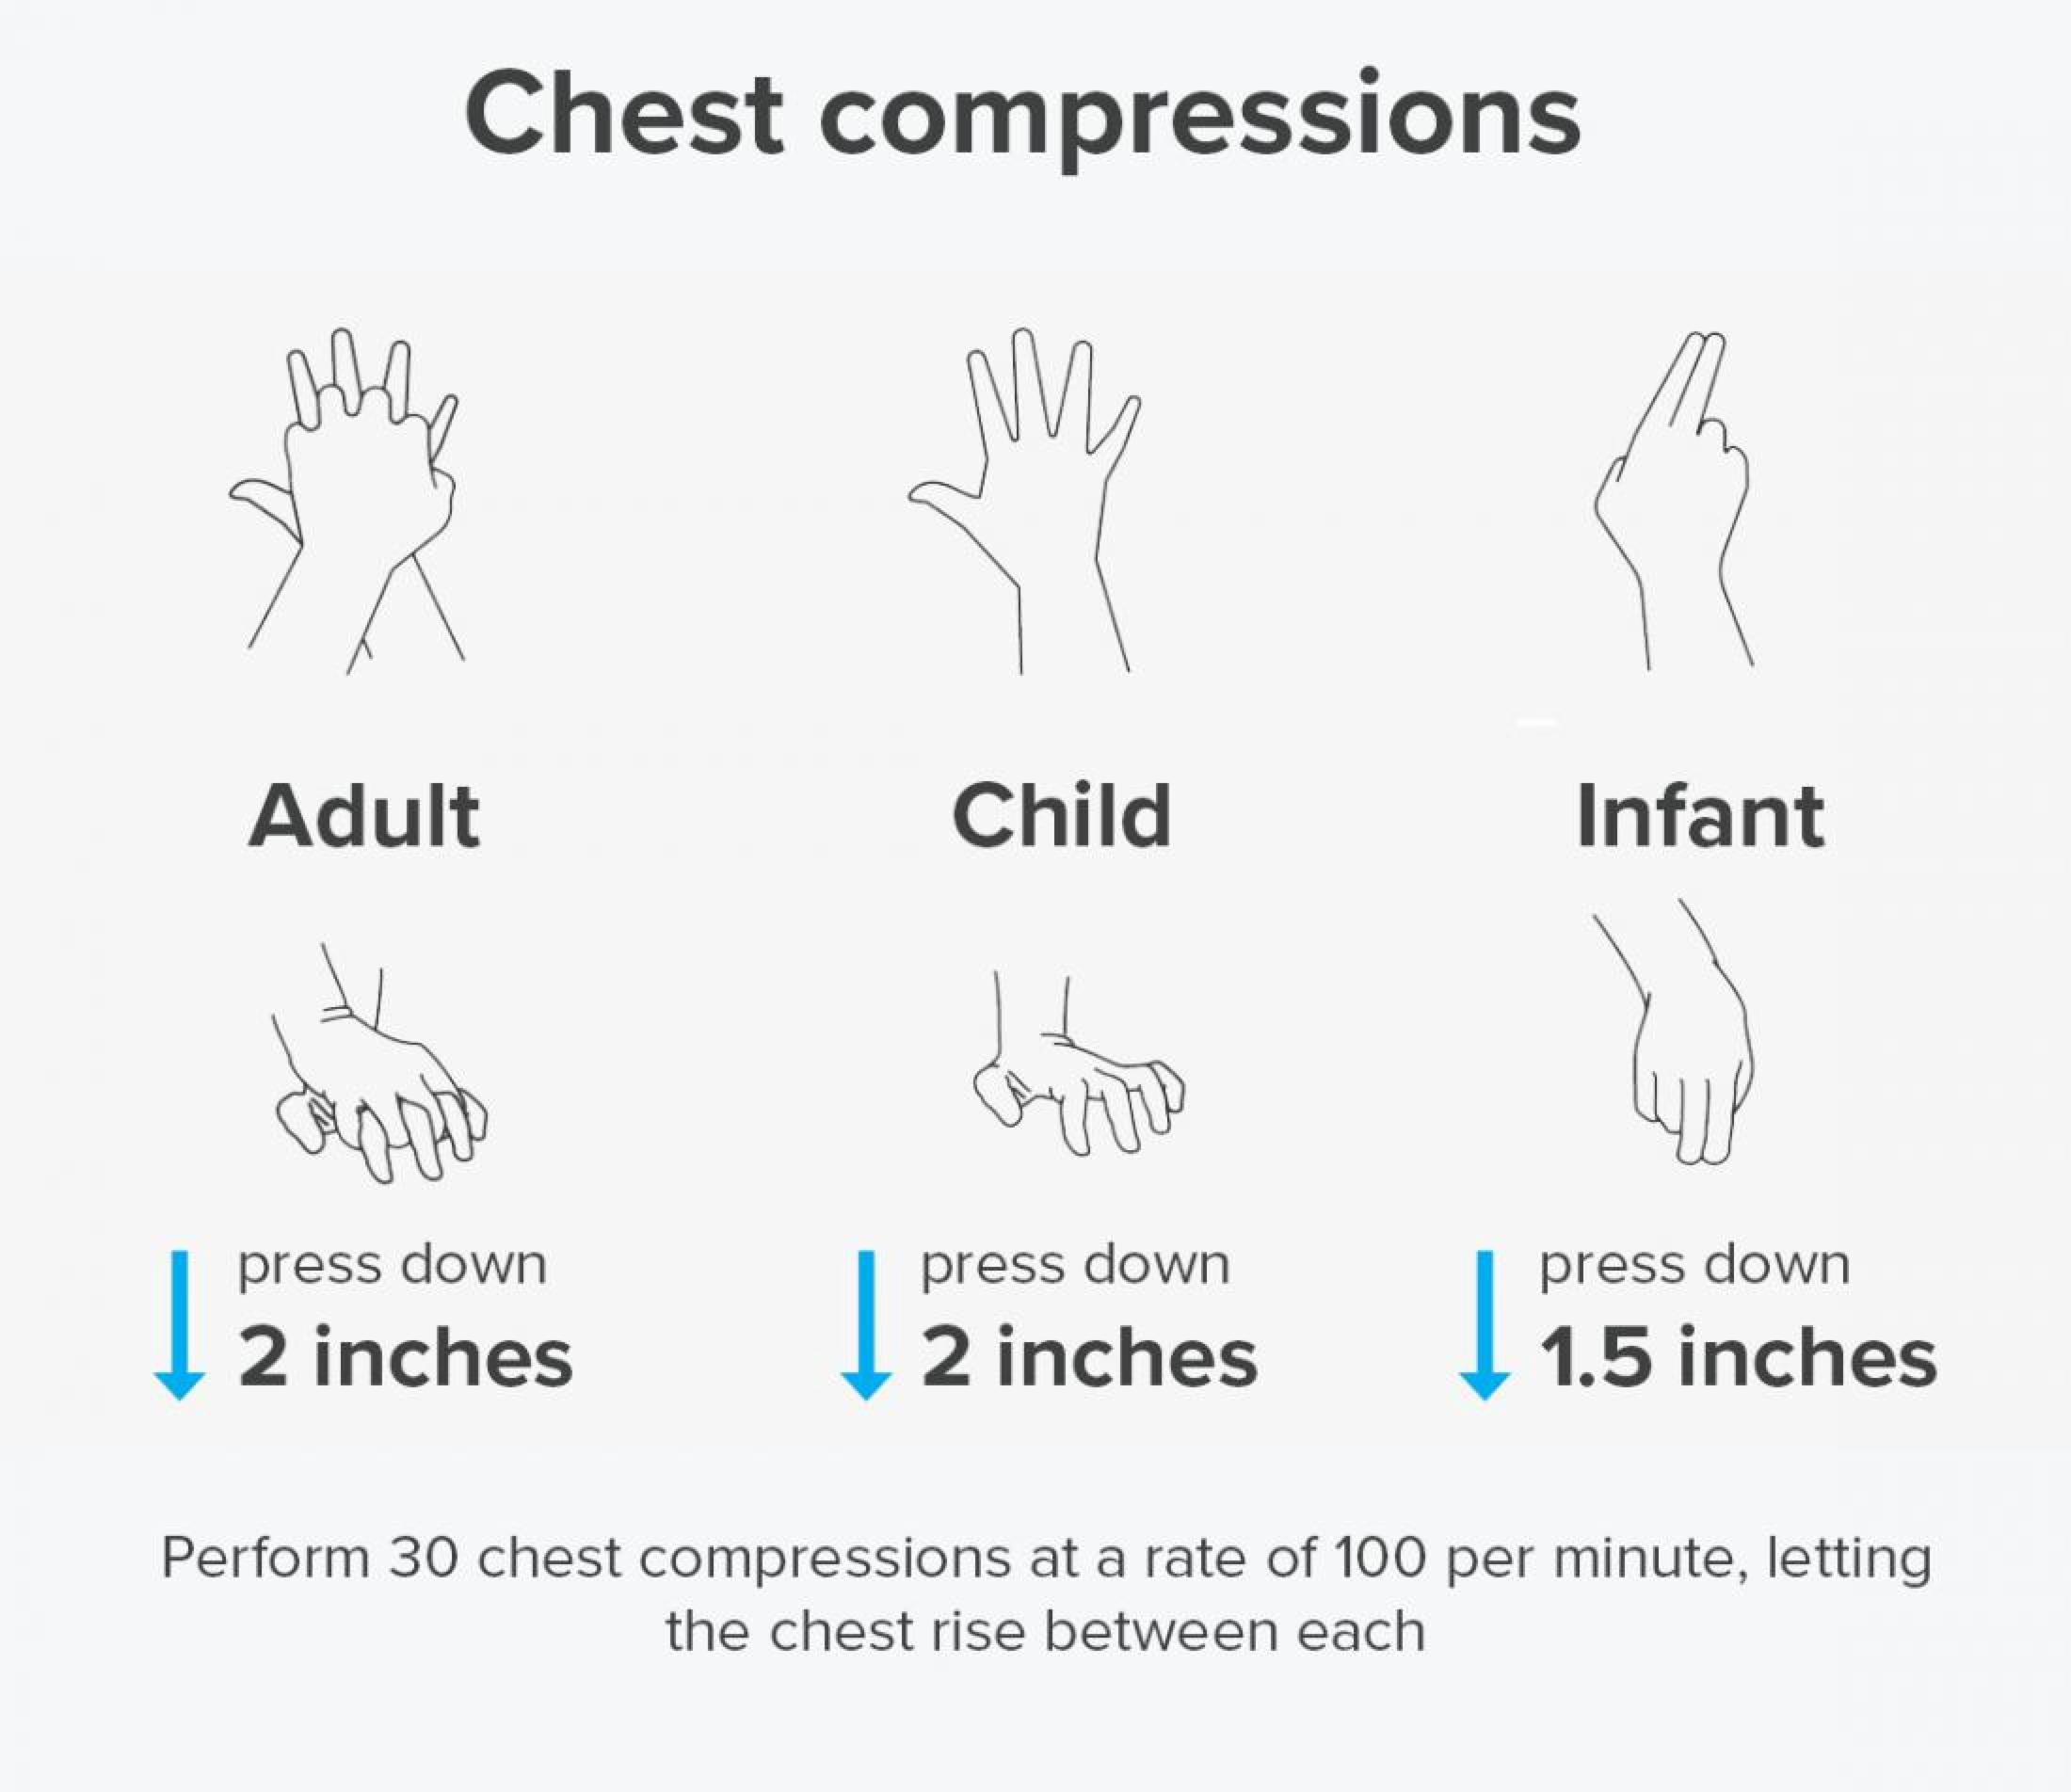 Chest compressions
Adult
Child
Infant
press down
2 inches
press down
2 inches
press down
1.5 inches
Perform 30 chest compressions at a rate of 100 per minute, letting
the chest rise between each